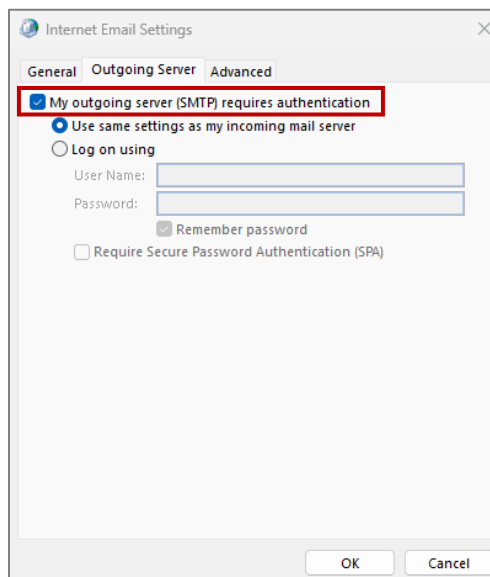 Internet Email Settings
General Outgoing Server Advanced
My outgoing server (SMTP) requires authentication
Use same settings as my incoming mail server
Log on using
User Name:
Password:
Remember password
Require Secure Password Authentication (SPA)
OK Cancel